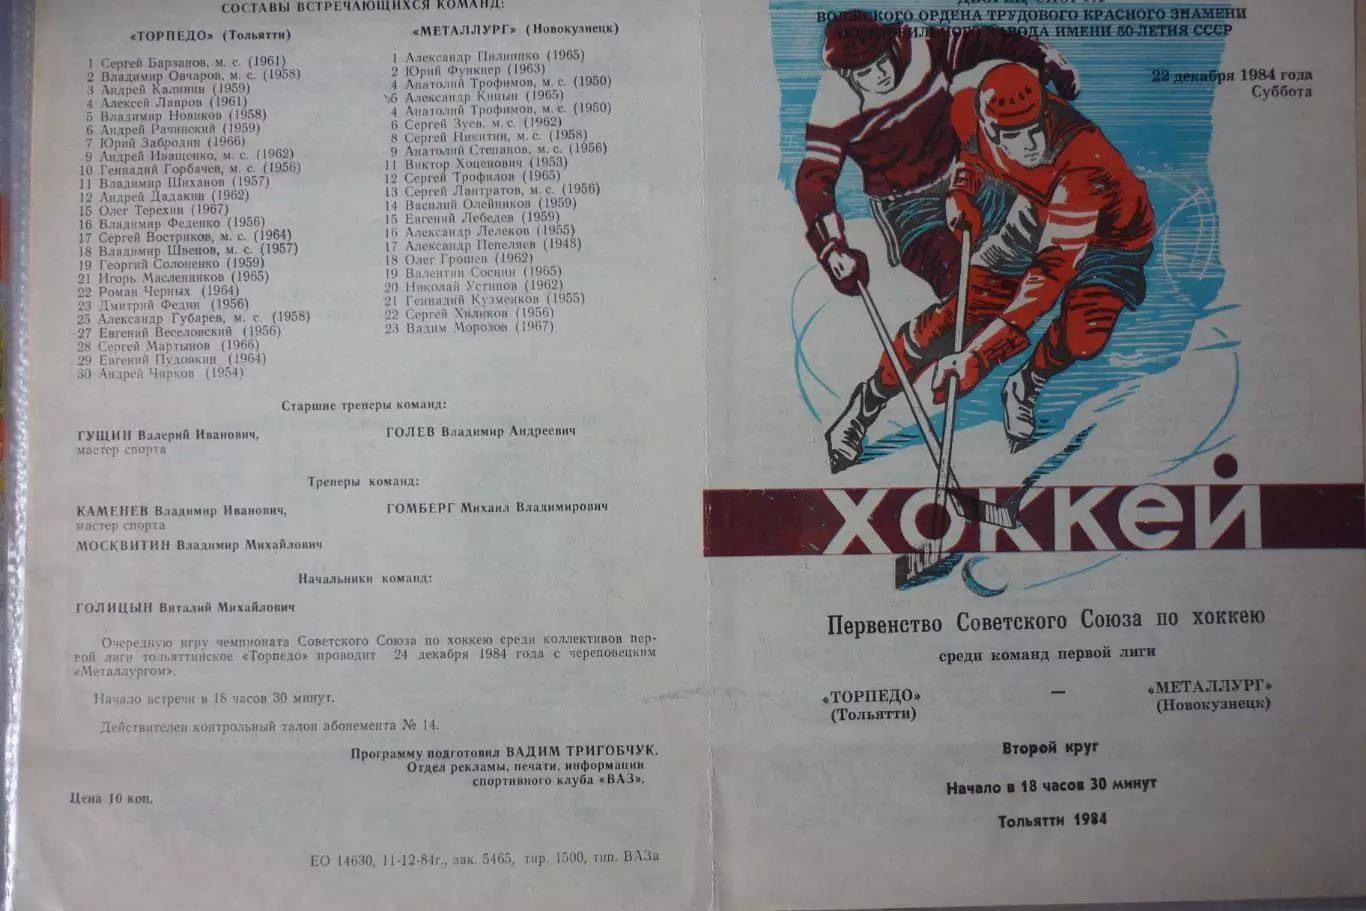 СОСТАВЫ ВСТРЕЧАЮЩИХСЯ КОМАНД:
«ТОРПЕДО» (Тольятти)
1 Сергей Барзанов, м. с. (1961)
2 Владимир Овчаров, м. с. (1958)
3 Андрей Калинин (1959)
4 Алексей Лавров (1961)
5 Владимир Новиков (1958)
6 Андрей Рачинский (1959)
7 Юрий Забродин (1966)
9 Андрей Иващенко, м. с. (1962)
10 Геннадий Горбачев, м. с. (1956)
11 Владимир Шиханов (1957)
12 Андрей Дадакин (1962)
15 Олег Терехин (1967)
16 Владимир Феденко (1956)
17 Сергей Востриков, м. с. (1964)
18 Владимир Швецов, м. с. (1957)
19 Георгий Солоненко (1959)
21 Игорь Масленников (1965)
22 Роман Черных (1964)
23 Дмитрий Федин (1956)
25 Александр Губарев, м. с. (1958)
27 Евгений Веселовский (1956)
28 Сергей Мартынов (1966)
29 Евгений Пудовкин (1964)
30 Андрей Чирков (1954)
«МЕТАЛЛУРГ» (Новокузнецк)
1 Александр Пилипко (1965)
2 Юрий Функнер (1963)
4 Анатолий Трофимов, м. с. (1950)
Александр Кицын (1965)
4 Анатолий Трофимов, м. с. (1950)
6 Сергей Зуев, м. с. (1962)
8 Сергей Никитин, м. с. (1958)
9 Анатолий Степанов, м. с. (1956)
11 Виктор Хоценович (1953)
12 Сергей Трофилов (1965)
13 Сергей Лантратов, м. с. (1956)
14 Василий Олейников (1959)
15 Евгений Лебедев (1959)
16 Александр Лелеков (1955)
17 Александр Пепеляев (1948)
18 Олег Грошев (1962)
19 Валентин Соснин (1965)
20 Николай Устинов (1962)
21 Геннадий Кузменков (1955)
22 Сергей Хиликов (1956)
23 Вадим Морозов (1967)
Старшие тренеры команд:
ГУЩИН Валерий Иванович,
мастер спорта
ГОЛЕВ Владимир Андреевич
Тренеры команд:
КАМЕНЕВ Владимир Иванович,
мастер спорта
ГОМБЕРГ Михаил Владимирович
МОСКВИТИН Владимир Михайлович
Начальники команд:
ГОЛИЦЫН Виталий Михайлович
Очередную игру чемпионата Советского Союза по хоккею среди коллективов пер-
вой лиги тольяттинское «Торпедо» проводит 24 декабря 1984 года с череповецким
«Металлургом».
Начало встречи в 18 часов 30 минут.
Действителен контрольный талон абонемента № 14.
Программу подготовил ВАДИМ ТРИГОБЧУК.
Отдел рекламы, печати, информации
спортивного клуба «ВАЗ».
Цена 10 коп.
ЕО 14630, 11-12-84г., зак. 5465, тир. 1500, тип. ВАЗа
ВОЛЖСКОГО ОРДЕНА ТРУДОВОГО КРАСНОГО ЗНАМЕНИ
АВТОМОБИЛЬНОГО ЗАВОДА ИМЕНИ 50-ЛЕТИЯ СССР
22 декабря 1984 года
Суббота
ХОККЕЙ
Первенство Советского Союза по хоккею
среди команд первой лиги
«ТОРПЕДО» — «МЕТАЛЛУРГ»
(Тольятти) (Новокузнецк)
Второй круг
Начало в 18 часов 30 минут
Тольятти 1984